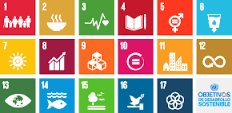 1 2 3 4 5 6
7 8 9 10 11 12
13 14 15 16 17
OBJETIVOS
DE DESARROLLO
SOSTENIBLE